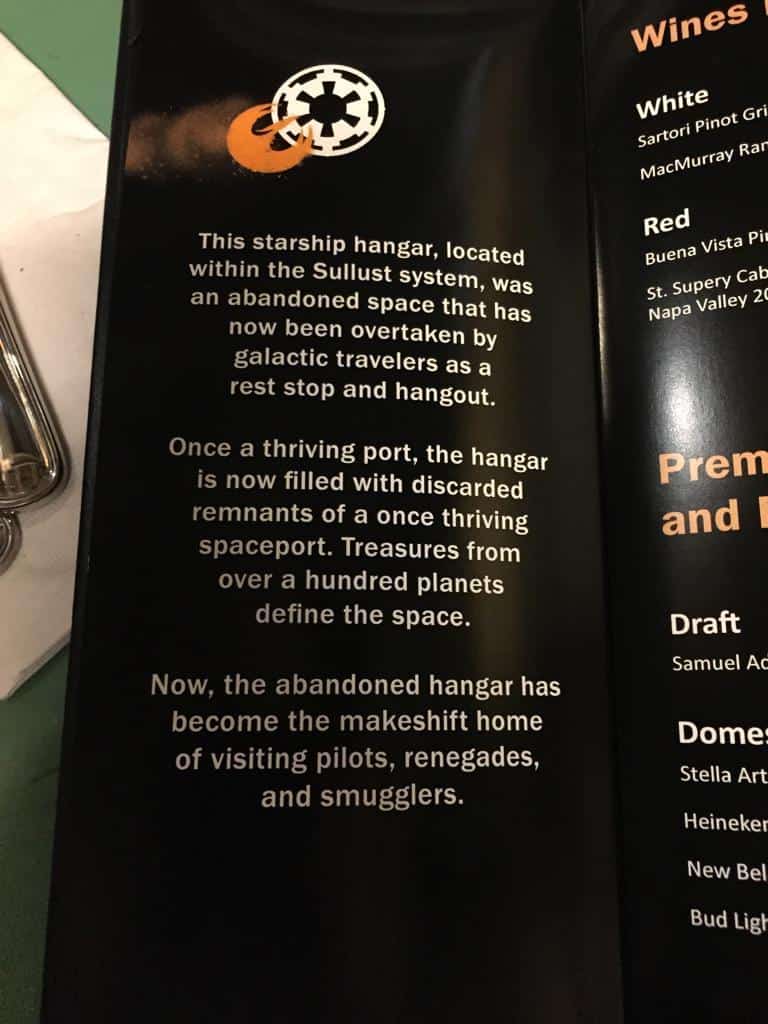 This starship hangar, located
within the Sullust system, was
an abandoned space that has
now been overtaken by
galactic travelers as a
rest stop and hangout.
Once a thriving port, the hangar
is now filled with discarded
remnants of a once thriving
spaceport. Treasures from
over a hundred planets
define the space.
Now, the abandoned hangar has
become the makeshift home
of visiting pilots, renegades,
and smugglers.
Wines
White
Sartori Pinot Gri
MacMurray Ran
Red
Buena Vista Pi
St. Supery Cab
Napa Valley 20
Prem
and
Draft
Samuel Ad
Domes
Stella Art
Heineken
New Bel
Bud Ligh